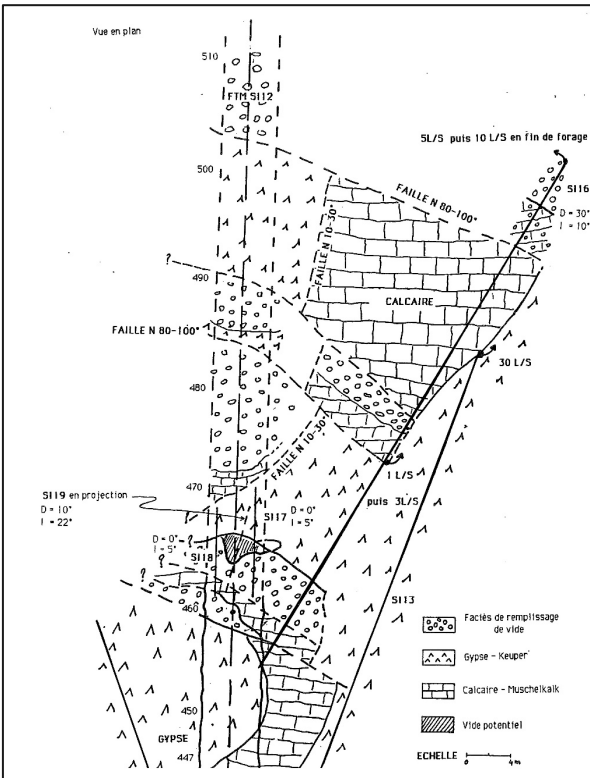 Vue en plan
510
FTM SI12
5L/S puis 10 L/S en fin de forage
500
SI16
D = 30°
I = 10°
FAILLE N 80-100°
FAILLE N 10-30°
?
490
CALCAIRE
FAILLE N 80-100°
30 L/S
480
FAILLE N 10-30°
470
1 L/S
puis 3L/S
SI19 en projection
D = 10°
I = 22°
?
SI17
D = 0°
I = 5°
D = 0°
I = 5°
?
SI18
?
?
SI13
460
Faciès de remplissage
de vide
Gypse - Keuper
Calcaire - Muschelkalk
Vide potentiel
450
GYPSE
447
ECHELLE
0
4m